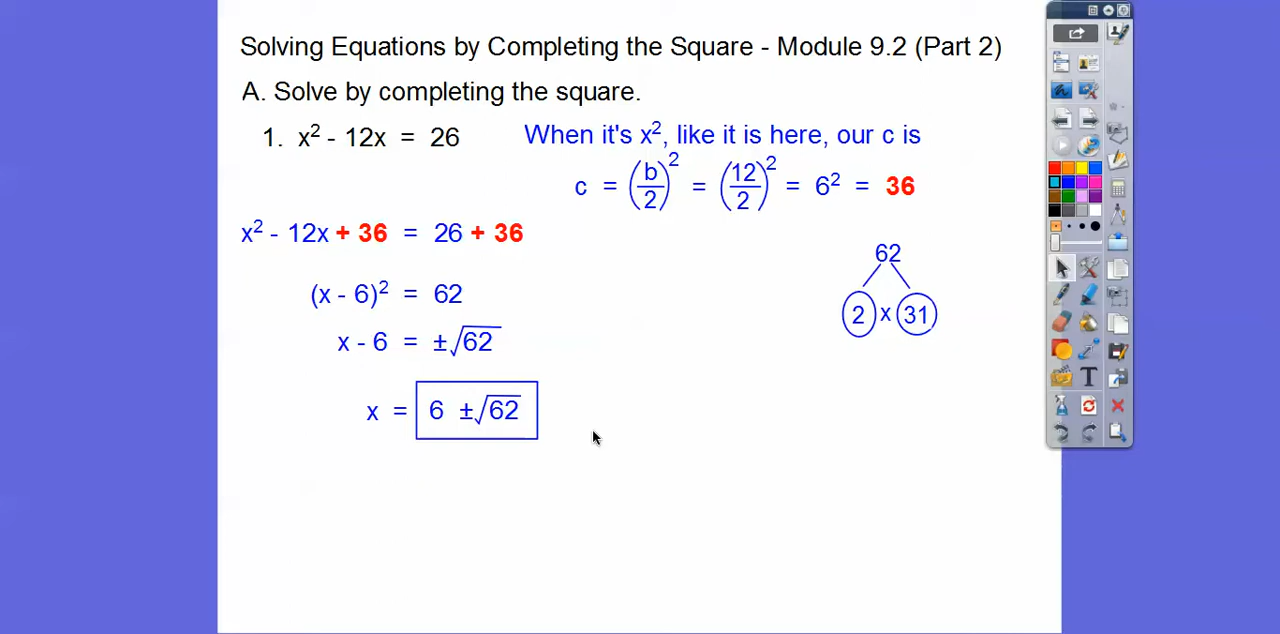 Solving Equations by Completing the Square - Module 9.2 (Part 2)
A. Solve by completing the square.
1. x² - 12x = 26
When it's x², like it is here, our c is
c = (b/2)² = (12/2)² = 6² = 36
x² - 12x + 36 = 26 + 36
62
(x - 6)² = 62
2 x 31
x - 6 = ±√62
x = 6 ±√62
T